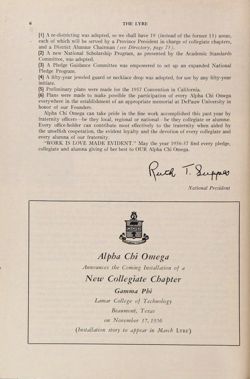 6 THE LYRE
[1] A re-districting was adopted, so we shall have 19 (instead of the former 15) areas,
each of which will be served by a Province President in charge of collegiate chapters,
and a District Alumnae Chairman (see Directory, page 71).
[2] A new National Scholarship Program, as presented by the Academic Standards
Committee, was adopted.
[3] A Pledge Guidance Committee was empowered to set up an expanded National
Pledge Program.
[4] A fifty-year jeweled guard or necklace drop was adopted, for use by any fifty-year
initiate.
[5] Preliminary plans were made for the 1957 Convention in California.
[6] Plans were made to make possible the participation of every Alpha Chi Omega
everywhere in the establishment of an appropriate memorial at DePauw University in
honor of our Founders.
Alpha Chi Omega can take pride in the fine work accomplished this past year by
fraternity officers—be they local, regional or national—be they collegiate or alumnae.
Every office-holder can contribute most effectively to the fraternity when aided by
the unselfish cooperation, the evident loyalty and the devotion of every collegiate and
every alumna of our fraternity.
"WORK IS LOVE MADE EVIDENT." May the year 1956-57 find every pledge,
collegiate and alumna giving of her best to OUR Alpha Chi Omega.
Ruth T. Suppes
National President
Alpha Chi Omega
Announces the Coming Installation of a
New Collegiate Chapter
Gamma Phi
Lamar College of Technology
Beaumont, Texas
on November 17, 1956
(Installation story to appear in March LYRE)